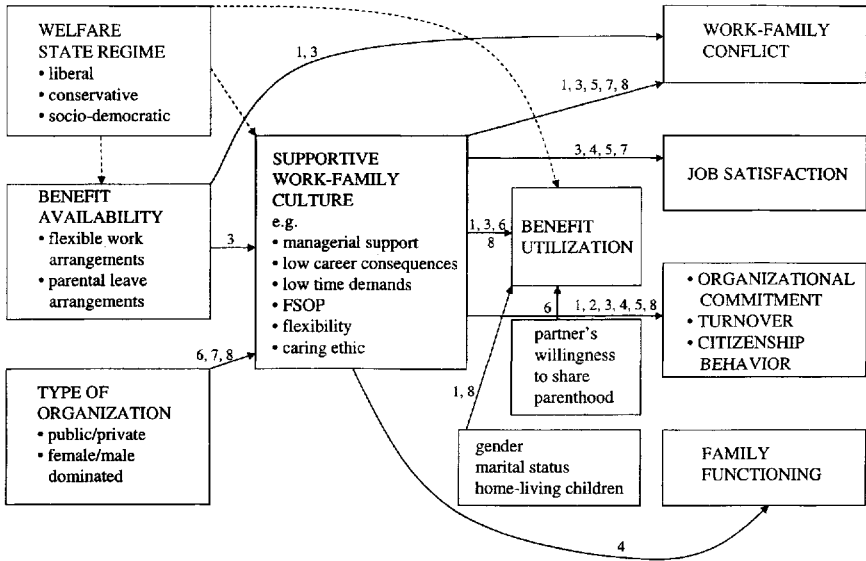 WELFARE
STATE REGIME
• liberal
• conservative
• socio-democratic
BENEFIT
AVAILABILITY
• flexible work
arrangements
• parental leave
arrangements
TYPE OF
ORGANIZATION
• public/private
• female/male
dominated
1, 3
3
6, 7, 8
SUPPORTIVE
WORK-FAMILY
CULTURE
e.g.
• managerial support
• low career consequences
• low time demands
• FSOP
• flexibility
• caring ethic
1, 3, 5, 7, 8
3, 4, 5, 7
1, 3, 6
8
BENEFIT
UTILIZATION
6
1, 2, 3, 4, 5, 8
partner's
willingness
to share
parenthood
1, 8
gender
marital status
home-living children
4
WORK-FAMILY
CONFLICT
JOB SATISFACTION
• ORGANIZATIONAL
COMMITMENT
• TURNOVER
• CITIZENSHIP
BEHAVIOR
FAMILY
FUNCTIONING